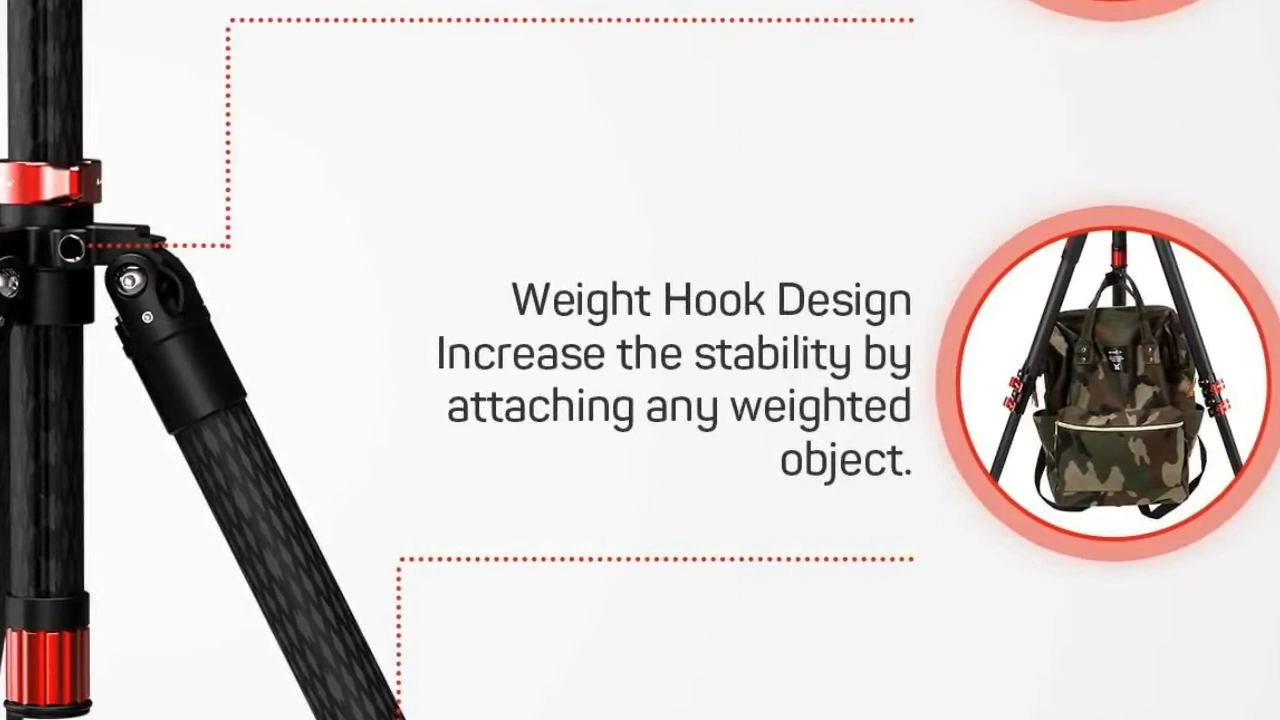 Weight Hook Design
Increase the stability by
attaching any weighted
object.